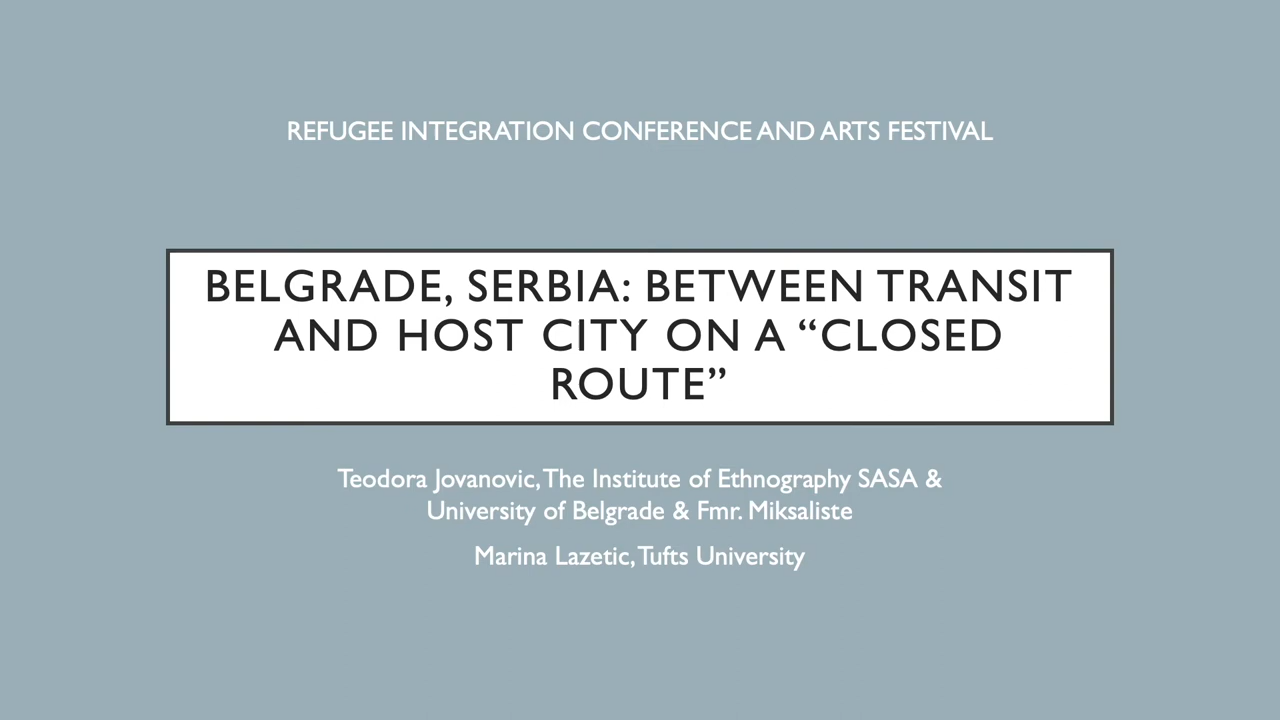 REFUGEE INTEGRATION CONFERENCE AND ARTS FESTIVAL
BELGRADE, SERBIA: BETWEEN TRANSIT
AND HOST CITY ON A “CLOSED
ROUTE”
Teodora Jovanovic, The Institute of Ethnography SASA &
University of Belgrade & Fmr. Miksaliste
Marina Lazetic, Tufts University